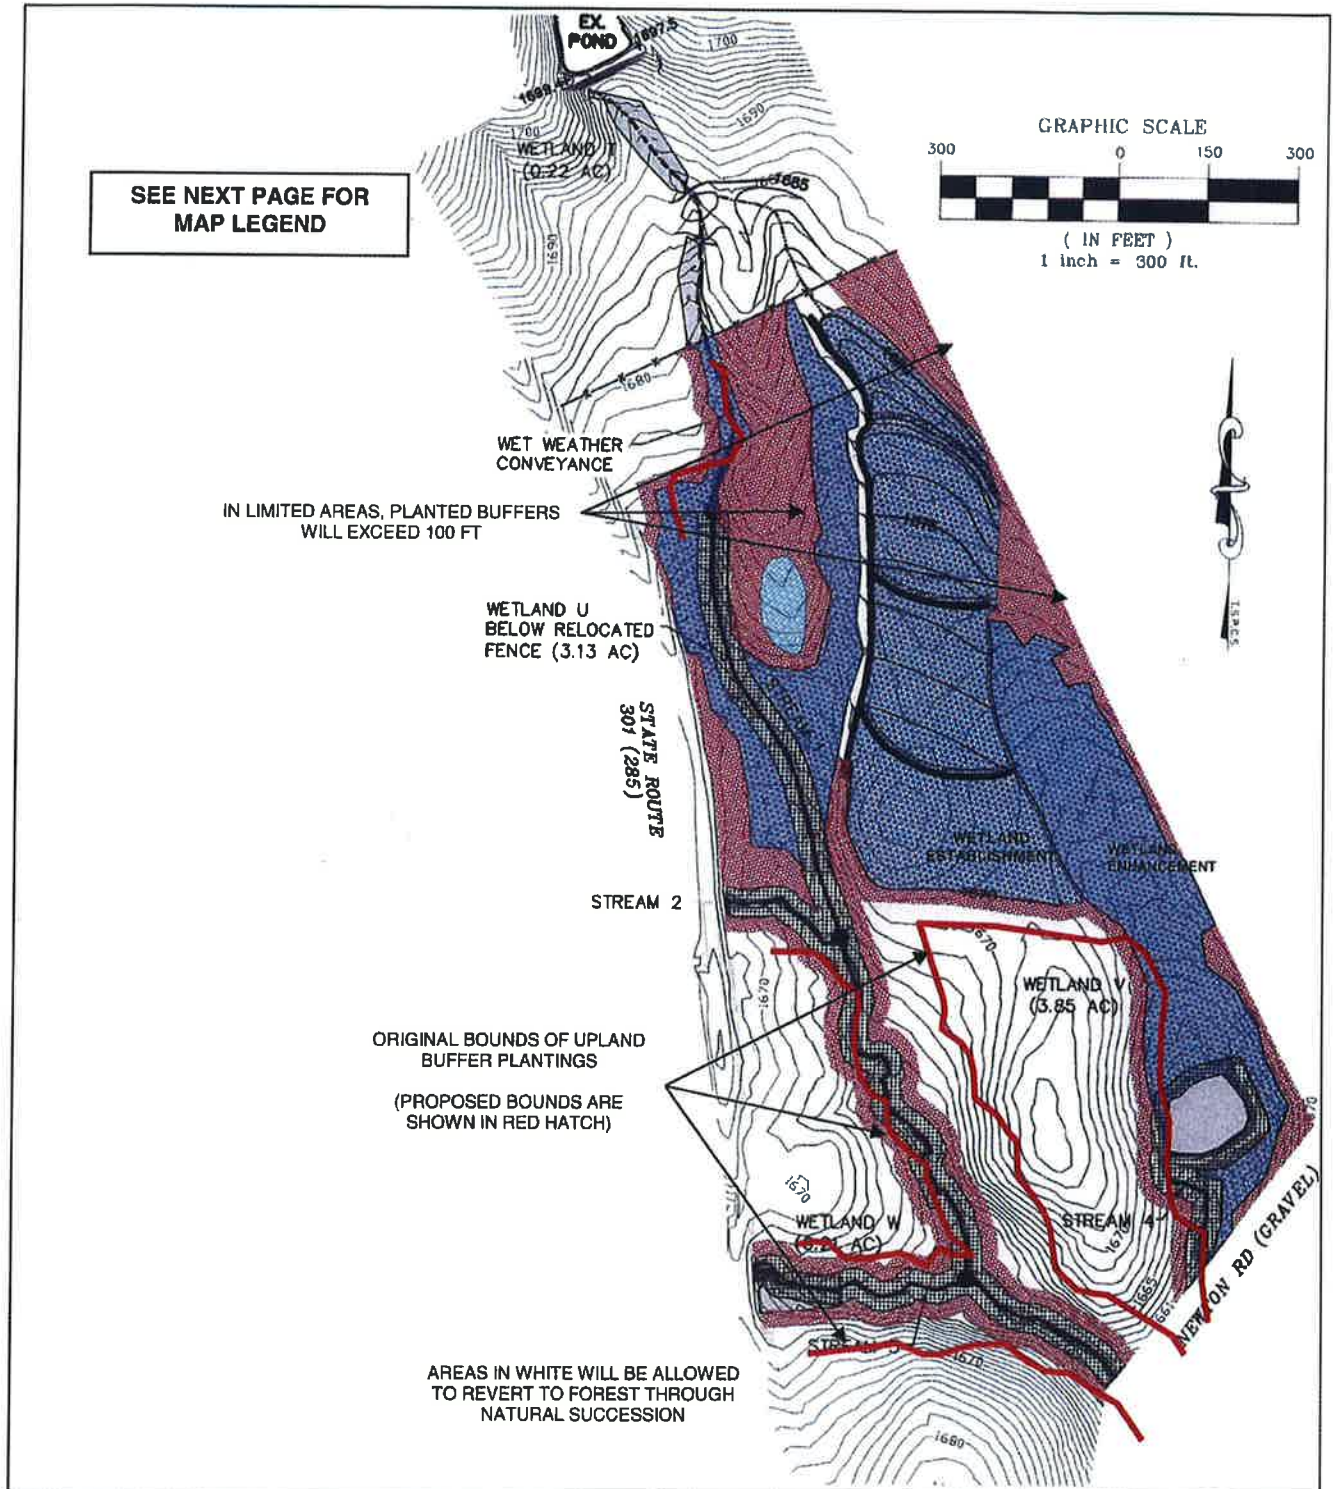 EX.
POND
1697.5
1700
1700
1690
WETLAND T
(0.22 AC)
1685
1690
GRAPHIC SCALE
300 0 150 300
( IN FEET )
1 inch = 300 ft.
SEE NEXT PAGE FOR
MAP LEGEND
1680
WET WEATHER
CONVEYANCE
IN LIMITED AREAS, PLANTED BUFFERS
WILL EXCEED 100 FT
WETLAND U
BELOW RELOCATED
FENCE (3.13 AC)
T.S.P.C.S
STATE ROUTE
301 (285)
WETLAND
ESTABLISHMENT
WETLAND
ENHANCEMENT
STREAM 2
1670
1670
WETLAND V
(3.85 AC)
ORIGINAL BOUNDS OF UPLAND
BUFFER PLANTINGS
(PROPOSED BOUNDS ARE
SHOWN IN RED HATCH)
1670
1670
WETLAND W
STREAM 4
1670
1665
1661
NEWTON RD (GRAVEL)
1670
AREAS IN WHITE WILL BE ALLOWED
TO REVERT TO FOREST THROUGH
NATURAL SUCCESSION
1680